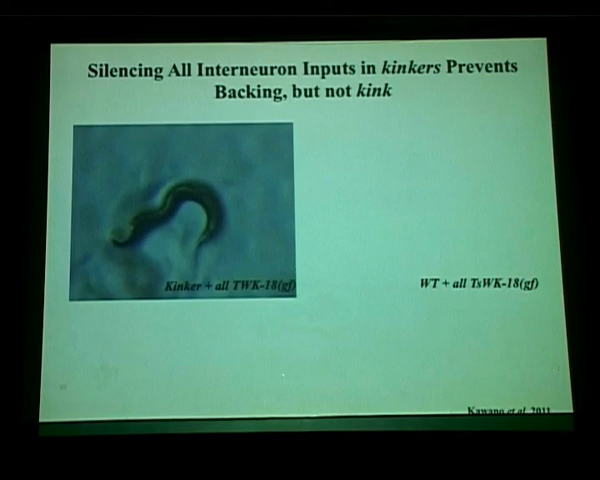 Silencing All Interneuron Inputs in kinkers Prevents
Backing, but not kink
Kinker + all TWK-18(gf)
WT + all TsWK-18(gf)
Kawano et al. 2011